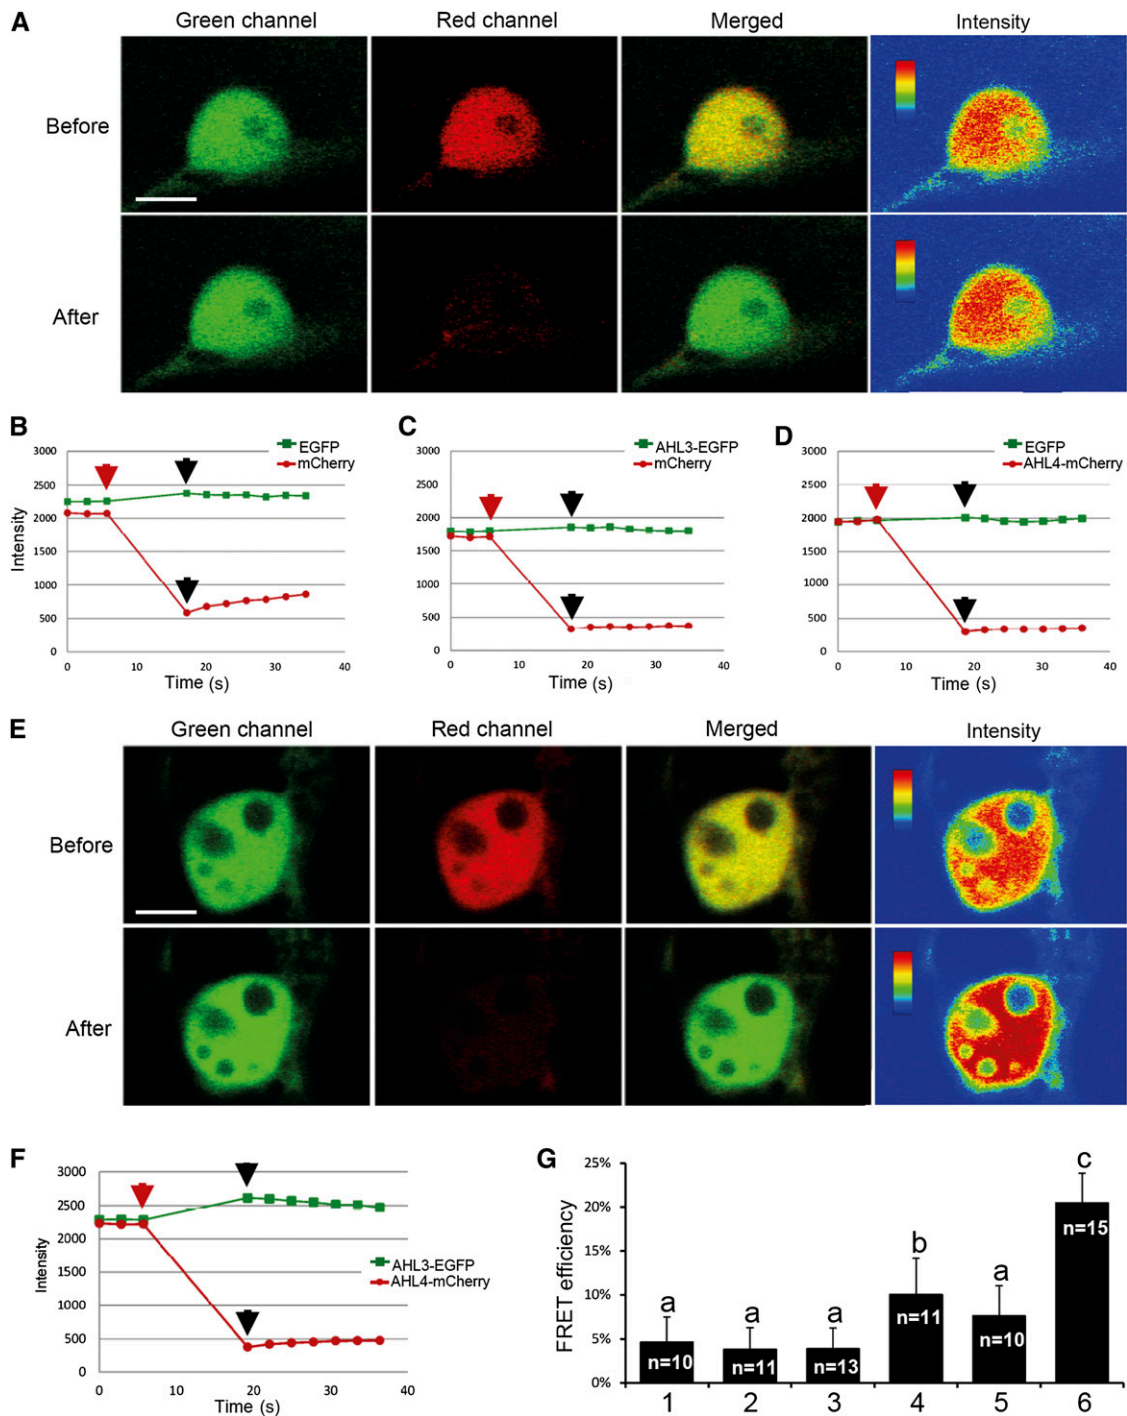 A
Green channel Red channel Merged Intensity
Before
After
B
EGFP
mCherry
3000
2500
2000
1500
1000
500
0
Intensity
0 10 20 30 40
Time (s)
C
AHL3-EGFP
mCherry
3000
2500
2000
1500
1000
500
0
0 10 20 30 40
Time (s)
D
EGFP
AHL4-mCherry
3000
2500
2000
1500
1000
500
0
0 10 20 30 40
Time (s)
E
Green channel Red channel Merged Intensity
Before
After
F
3000
2500
2000
1500
1000
500
0
Intensity
AHL3-EGFP
AHL4-mCherry
0 10 20 30 40
Time (s)
G
25%
20%
15%
10%
5%
0%
FRET efficiency
a a a b a c
n=10 n=11 n=13 n=11 n=10 n=15
1 2 3 4 5 6